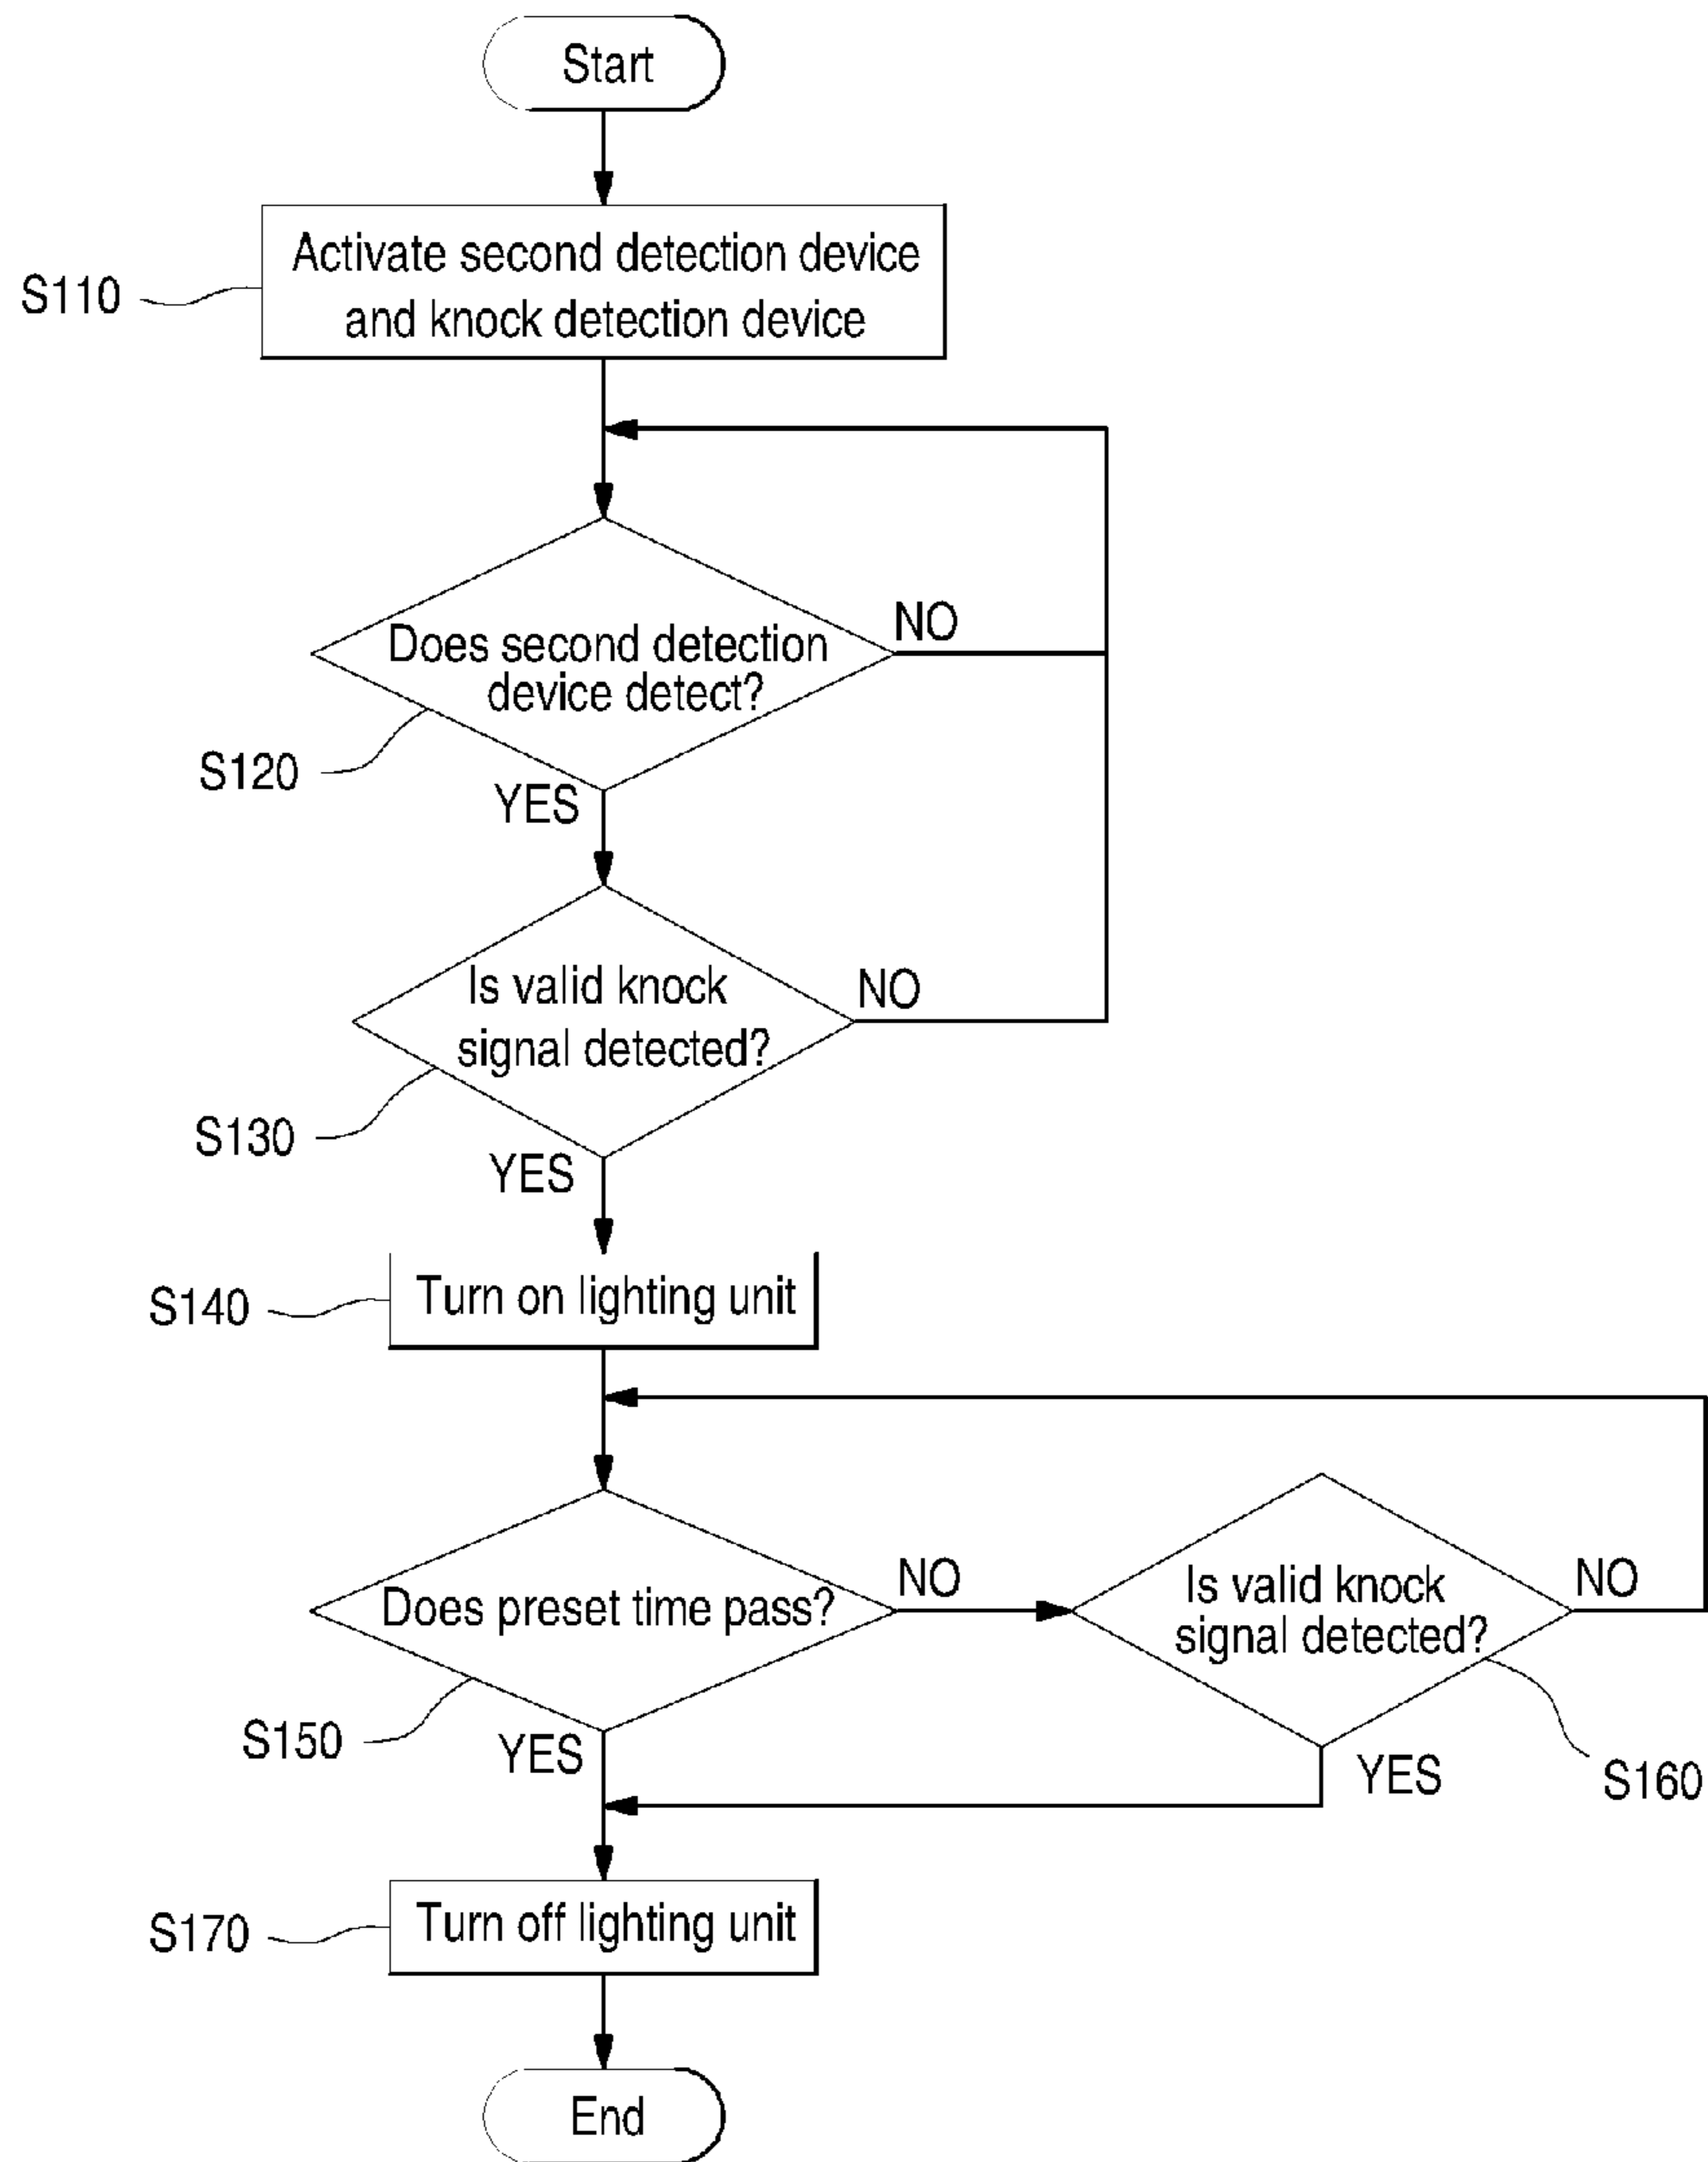 Start
S110
Activate second detection device
and knock detection device
Does second detection
device detect?
NO
S120
YES
Is valid knock
signal detected?
NO
S130
YES
S140
Turn on lighting unit
Does preset time pass?
NO
Is valid knock
signal detected?
NO
S150
YES
YES
S160
S170
Turn off lighting unit
End